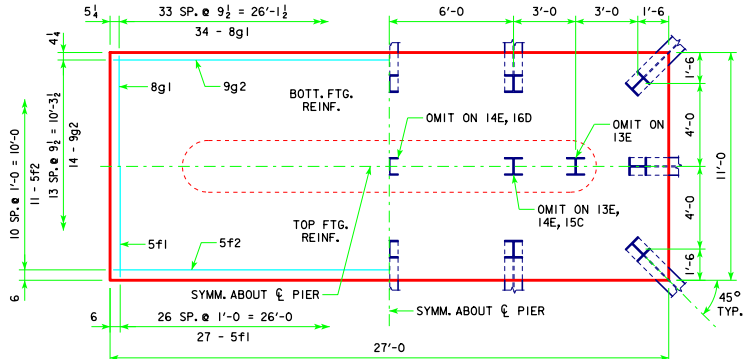 5¼
33 SP. @ 9½ = 26'-1½
34 - 8g1
6'-0
3'-0
3'-0
1'-6
4¼
13 SP. @ 9½ = 10'-3½
14 - 9g2
10 SP. @ 1'-0 = 10'-0
11 - 5f2
6
8g1
9g2
BOTT. FTG.
REINF.
OMIT ON 14E, 16D
OMIT ON
13E
1'-6
4'-0
11'-0
4'-0
1'-6
OMIT ON 13E,
14E, 15C
TOP FTG.
REINF.
5f1
5f2
SYMM. ABOUT ℄ PIER
SYMM. ABOUT ℄ PIER
45°
TYP.
6
26 SP. @ 1'-0 = 26'-0
27 - 5f1
27'-0